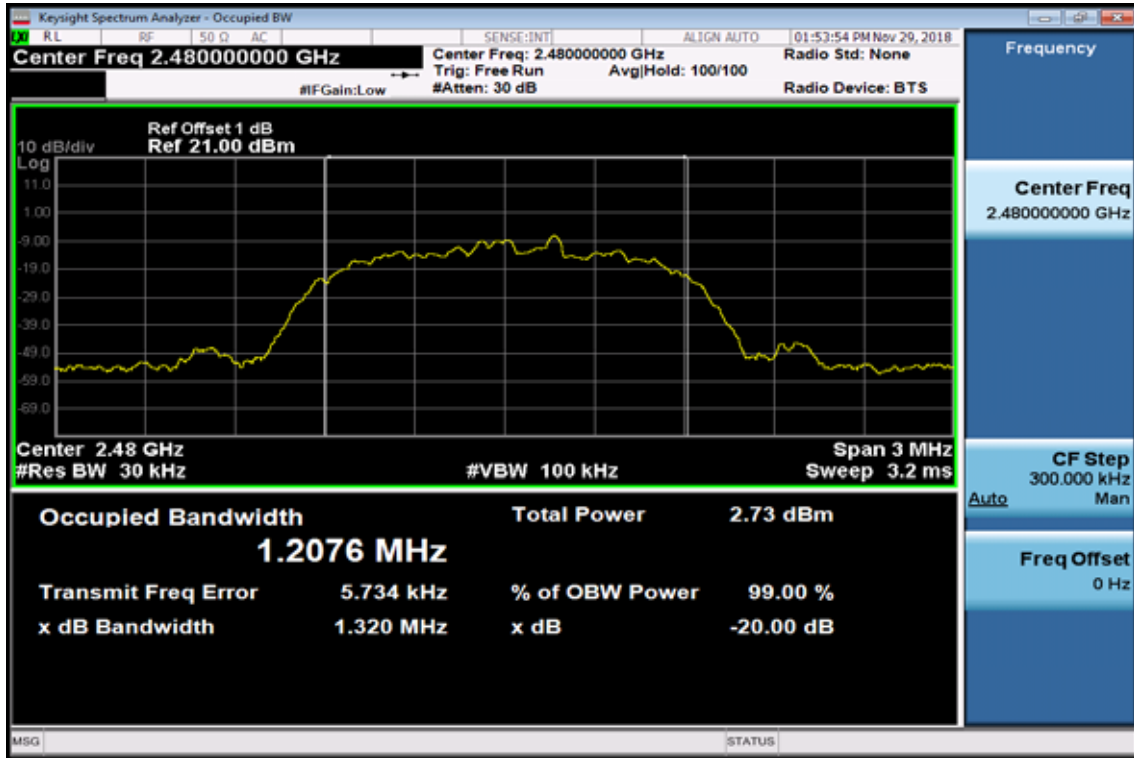 Keysight Spectrum Analyzer - Occupied BW
LXI RL RF 50 Ω AC SENSE:INT ALIGN AUTO 01:53:54 PM Nov 29, 2018
Center Freq 2.480000000 GHz
Center Freq: 2.480000000 GHz Radio Std: None
Trig: Free Run Avg|Hold: 100/100
#IFGain:Low #Atten: 30 dB Radio Device: BTS
Frequency
Ref Offset 1 dB
10 dB/div Ref 21.00 dBm
Log
11.0
1.00
-9.00
-19.0
-29.0
-39.0
-49.0
-59.0
-69.0
Center 2.48 GHz Span 3 MHz
#Res BW 30 kHz #VBW 100 kHz Sweep 3.2 ms
Center Freq
2.480000000 GHz
CF Step
300.000 kHz
Auto Man
Freq Offset
0 Hz
Occupied Bandwidth Total Power 2.73 dBm
1.2076 MHz
Transmit Freq Error 5.734 kHz % of OBW Power 99.00 %
x dB Bandwidth 1.320 MHz x dB -20.00 dB
MSG STATUS